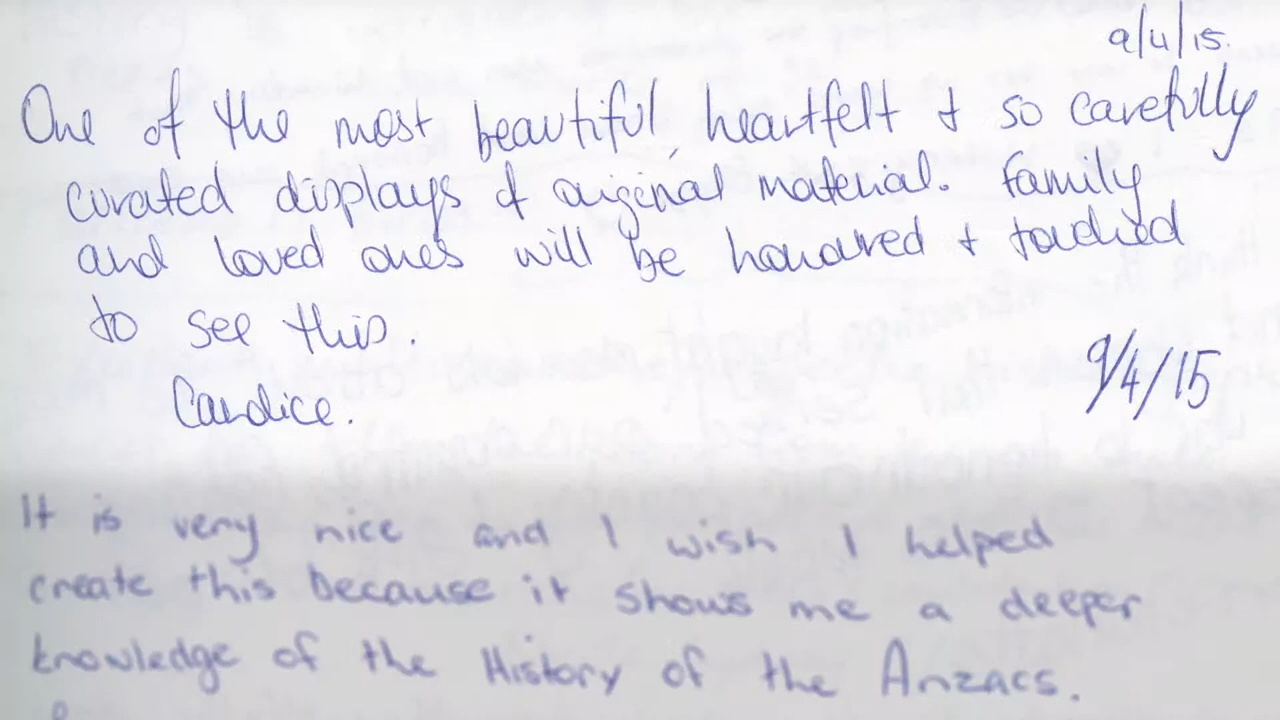 9/4/15.
One of the most beautiful, heartfelt + so carefully
curated displays of original material. Family
and loved ones will be honoured + touched
to see this.
Candice.
9/4/15
It is very nice and I wish I helped
create this because it shows me a deeper
knowledge of the History of the Anzacs.